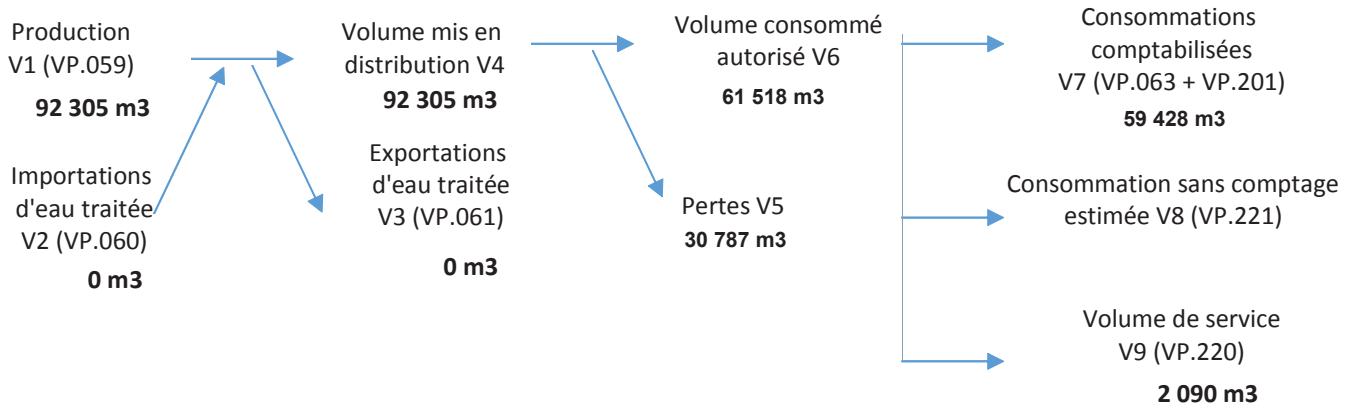 Production
V1 (VP.059)
92 305 m3
Importations
d'eau traitée
V2 (VP.060)
0 m3
Volume mis en
distribution V4
92 305 m3
Exportations
d'eau traitée
V3 (VP.061)
0 m3
Volume consommé
autorisé V6
61 518 m3
Pertes V5
30 787 m3
Consommations
comptabilisées
V7 (VP.063 + VP.201)
59 428 m3
Consommation sans comptage
estimée V8 (VP.221)
Volume de service
V9 (VP.220)
2 090 m3